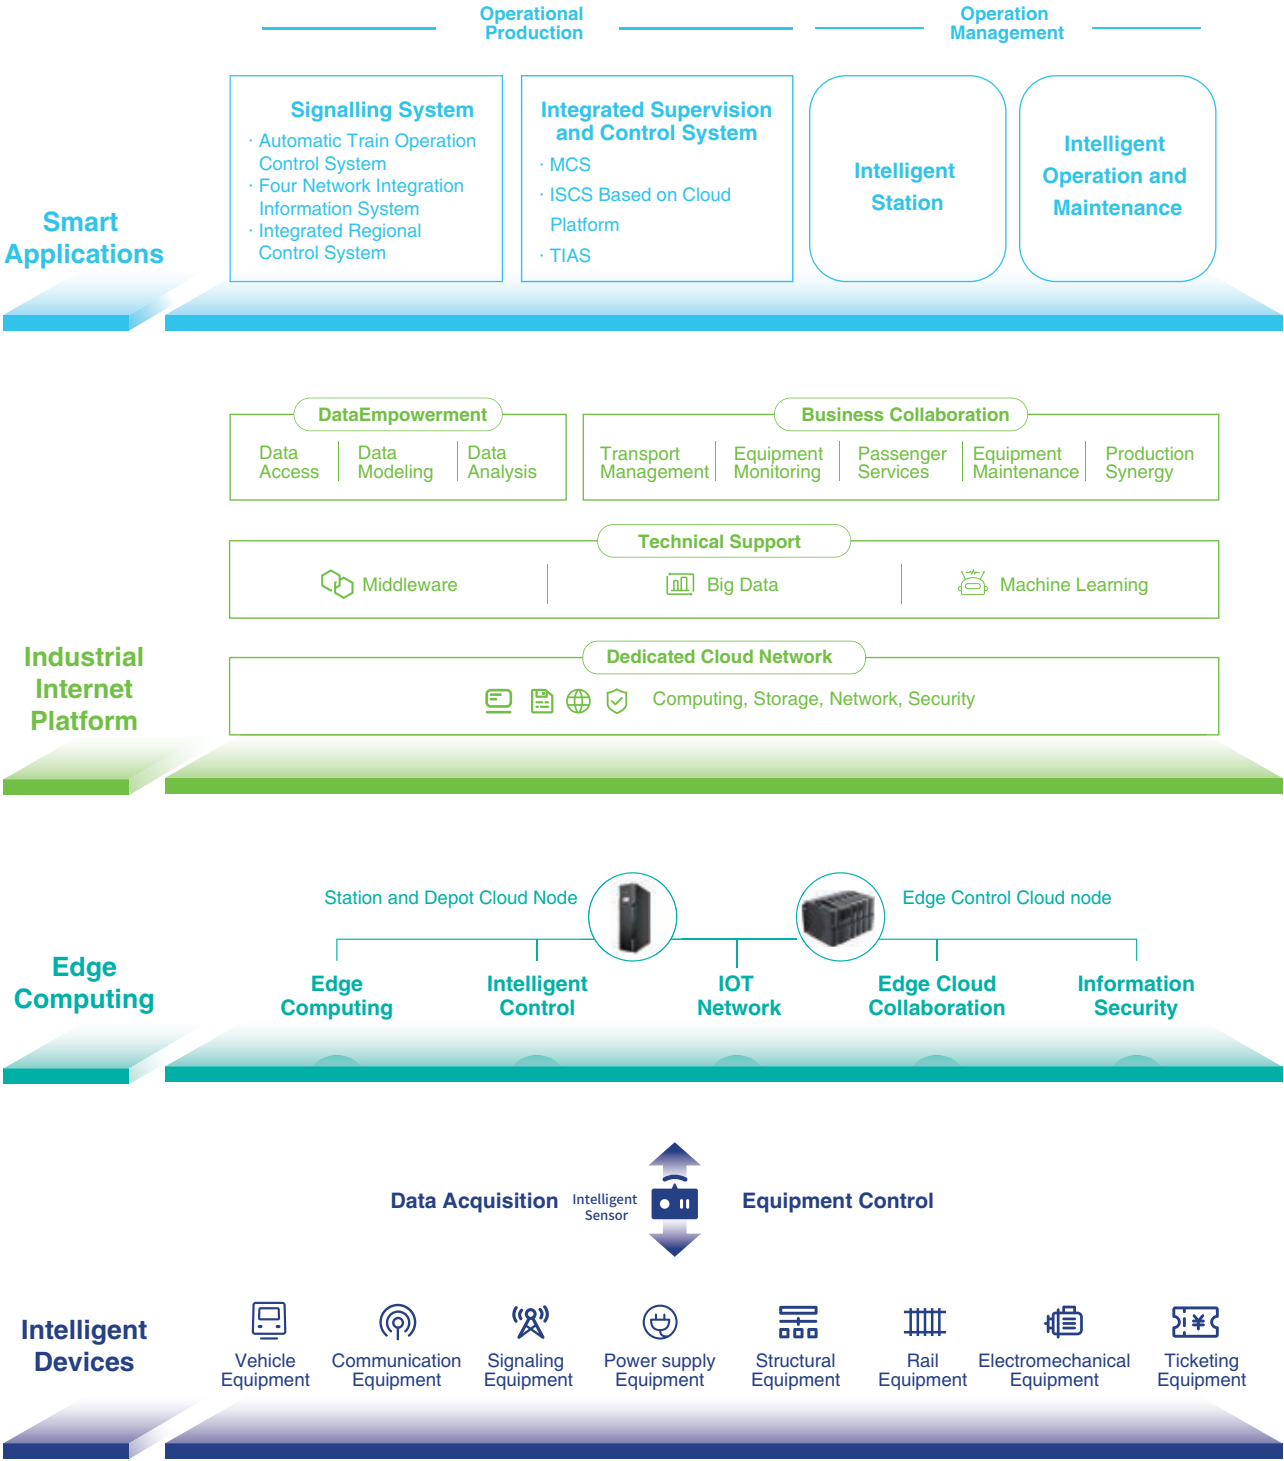 Operational
Production
Operation
Management
Signalling System
· Automatic Train Operation
Control System
· Four Network Integration
Information System
· Integrated Regional
Control System
Integrated Supervision
and Control System
· MCS
· ISCS Based on Cloud
Platform
· TIAS
Intelligent
Station
Intelligent
Operation and
Maintenance
Smart
Applications
DataEmpowerment
Data
Access
Data
Modeling
Data
Analysis
Business Collaboration
Transport
Management
Equipment
Monitoring
Passenger
Services
Equipment
Maintenance
Production
Synergy
Technical Support
Middleware
Big Data
Machine Learning
Dedicated Cloud Network
Computing, Storage, Network, Security
Industrial
Internet
Platform
Station and Depot Cloud Node
Edge Control Cloud node
Edge
Computing
Intelligent
Control
IOT
Network
Edge Cloud
Collaboration
Information
Security
Edge
Computing
Data Acquisition
Intelligent
Sensor
Equipment Control
Intelligent
Devices
Vehicle
Equipment
Communication
Equipment
Signaling
Equipment
Power supply
Equipment
Structural
Equipment
Rail
Equipment
Electromechanical
Equipment
¥
Ticketing
Equipment